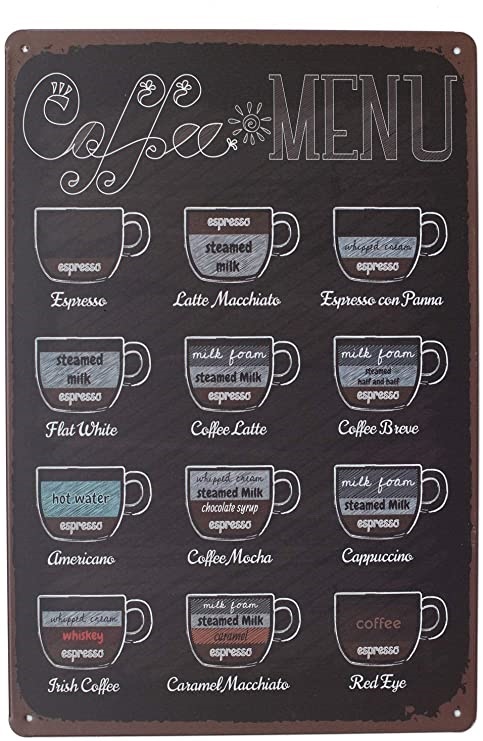 Coffee MENU
espresso
Espresso
espresso
steamed
milk
Latte Macchiato
whipped cream
espresso
Espresso con Panna
steamed
milk
espresso
Flat White
milk foam
steamed Milk
espresso
Coffee Latte
milk foam
steamed
half and half
espresso
Coffee Breve
hot water
espresso
Americano
whipped cream
steamed Milk
chocolate syrup
espresso
Coffee Mocha
milk foam
steamed Milk
espresso
Cappuccino
whipped cream
whiskey
espresso
Irish Coffee
milk foam
steamed Milk
caramel
espresso
Caramel Macchiato
coffee
espresso
Red Eye